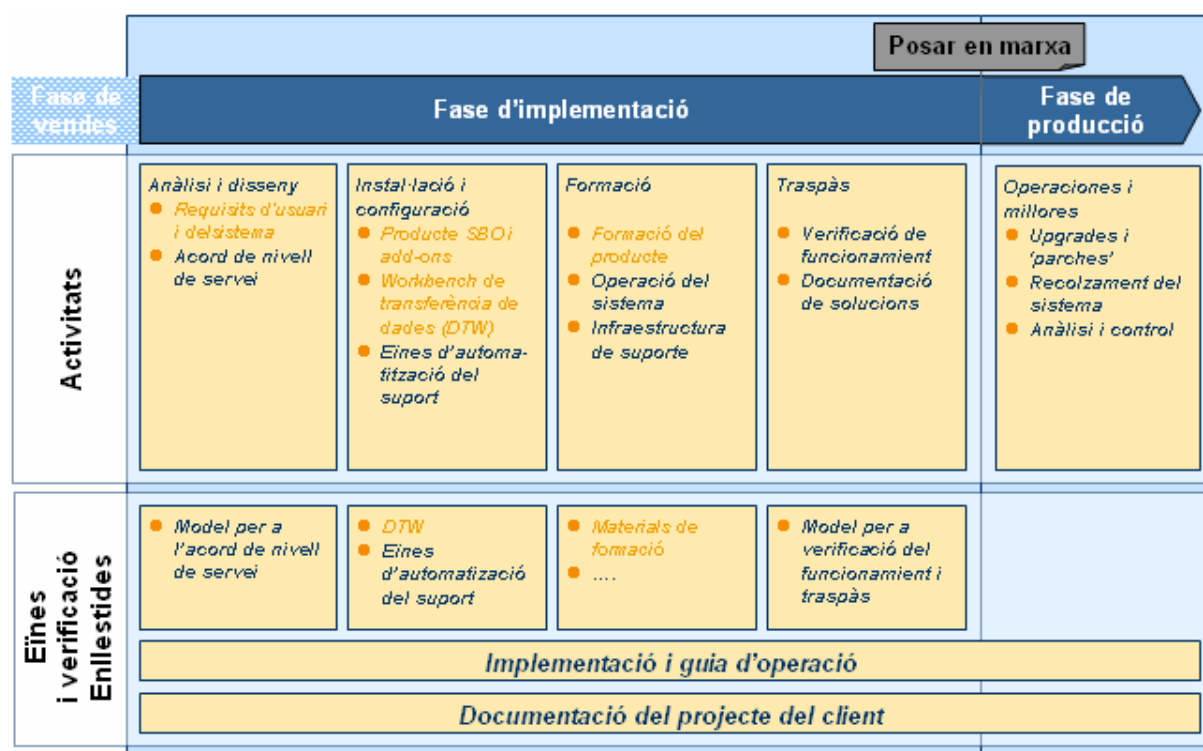 Posar en marxa
Fase de
vendes
Fase d'implementació
Fase de
producció
Activitats
Anàlisi i disseny
Requisits d'usuari
i delsistema
Acord de nivell
de servei
Instal·lació i
configuració
Producte SBO i
add-ons
Workbench de
transferència de
dades (DTW)
Eines d'automa-
tització del
suport
Formació
Formació del
producte
Operació del
sistema
Infraestructura
de suporte
Traspàs
Verificació de
funcionamient
Documentació
de solucions
Operaciones i
millores
Upgrades i
'parches'
Recolzament del
sistema
Anàlisi i control
Eïnes
i verificació
Enllestides
Model per a
l'acord de nivell
de servei
DTW
Eines
d'automatizació
del suport
Materials de
formació
....
Model per a
verificació del
funcionamient i
traspàs
Implementació i guia d'operació
Documentació del projecte del client